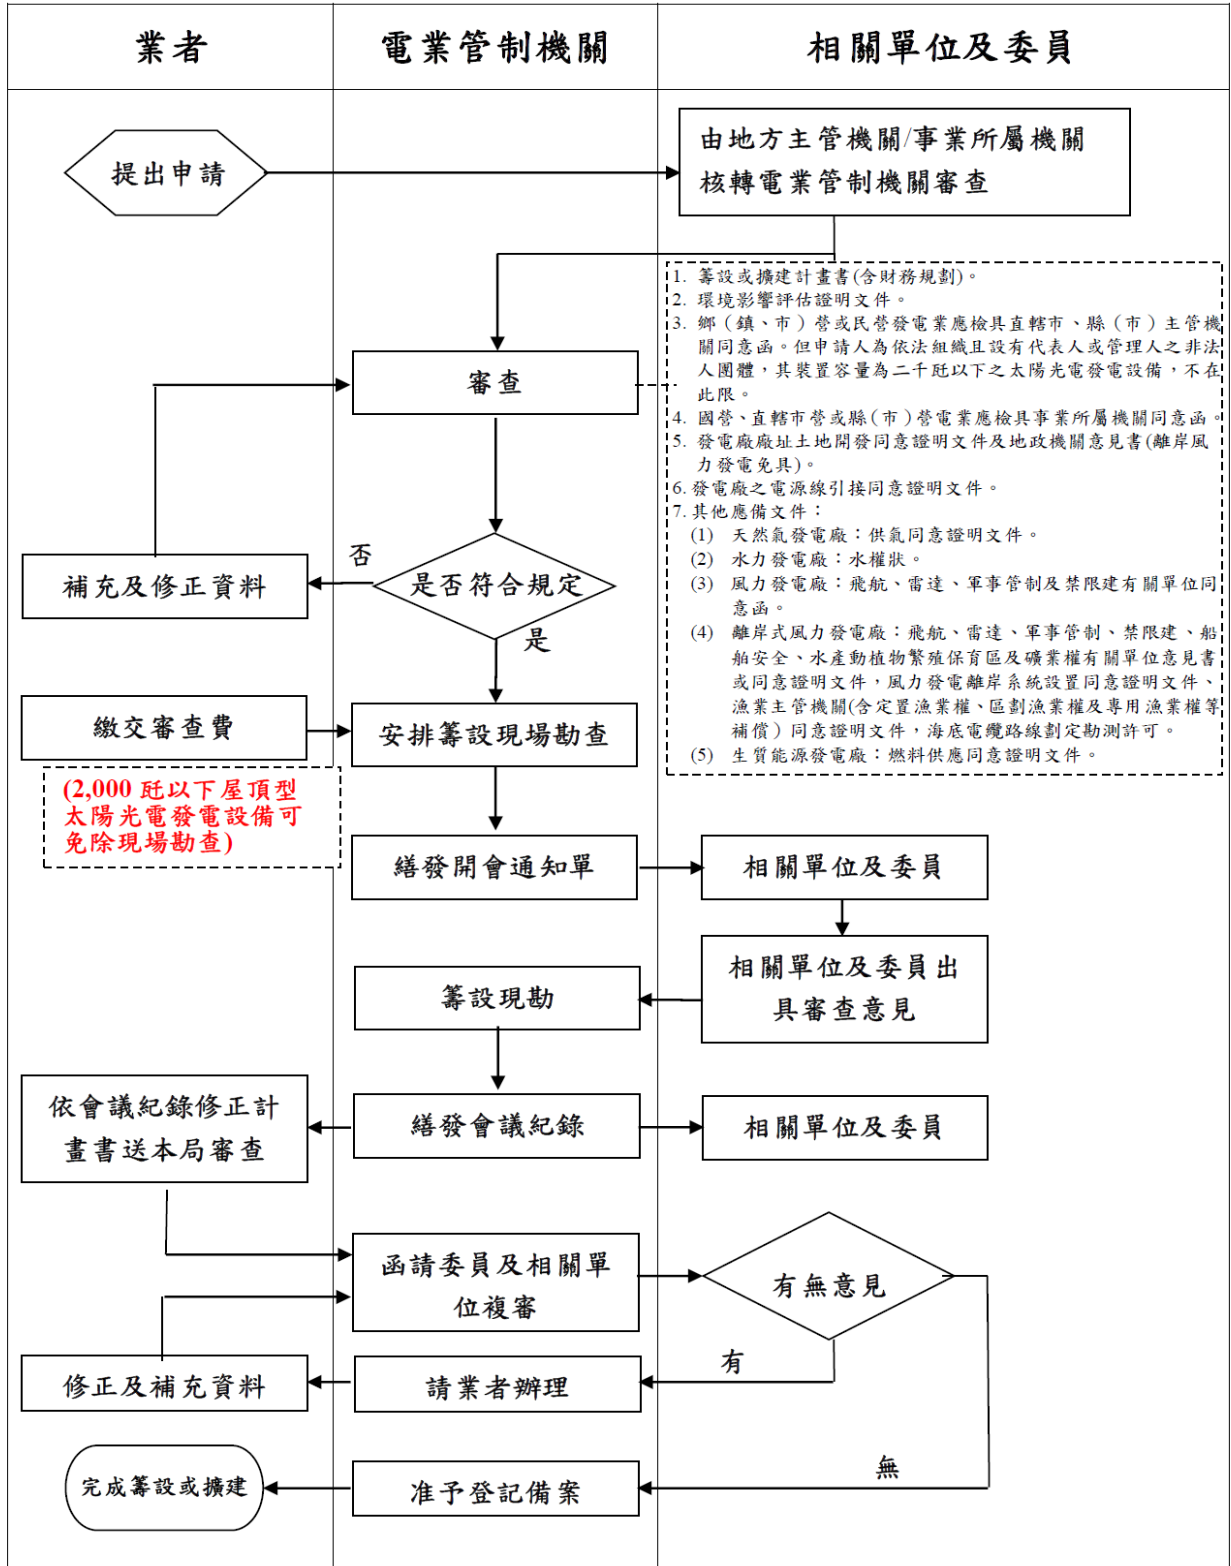 業者
電業管制機關
相關單位及委員
提出申請
由地方主管機關/事業所屬機關
核轉電業管制機關審查
1. 籌設或擴建計畫書(含財務規劃)。
2. 環境影響評估證明文件。
3. 鄉（鎮、市）營或民營發電業應檢具直轄市、縣（市）主管機
關同意函。但申請人為依法組織且設有代表人或管理人之非法
人團體，其裝置容量為二千瓩以下之太陽光電發電設備，不在
此限。
4. 國營、直轄市營或縣（市）營電業應檢具事業所屬機關同意函。
5. 發電廠廠址土地開發同意證明文件及地政機關意見書(離岸風
力發電免具)。
6. 發電廠之電源線引接同意證明文件。
7. 其他應備文件：
(1) 天然氣發電廠：供氣同意證明文件。
(2) 水力發電廠：水權狀。
(3) 風力發電廠：飛航、雷達、軍事管制及禁限建有關單位同
意函。
(4) 離岸式風力發電廠：飛航、雷達、軍事管制、禁限建、船
舶安全、水產動植物繁殖保育區及礦業權有關單位意見書
或同意證明文件，風力發電離岸系統設置同意證明文件、
漁業主管機關(含定置漁業權、區劃漁業權及專用漁業權等
補償）同意證明文件，海底電纜路線劃定勘測許可。
(5) 生質能源發電廠：燃料供應同意證明文件。
審查
否
補充及修正資料
是否符合規定
是
繳交審查費
安排籌設現場勘查
(2,000 瓩以下屋頂型
太陽光電發電設備可
免除現場勘查)
繕發開會通知單
相關單位及委員
籌設現勘
相關單位及委員出
具審查意見
依會議紀錄修正計
畫書送本局審查
繕發會議紀錄
相關單位及委員
函請委員及相關單
位複審
有無意見
有
修正及補充資料
請業者辦理
無
完成籌設或擴建
准予登記備案